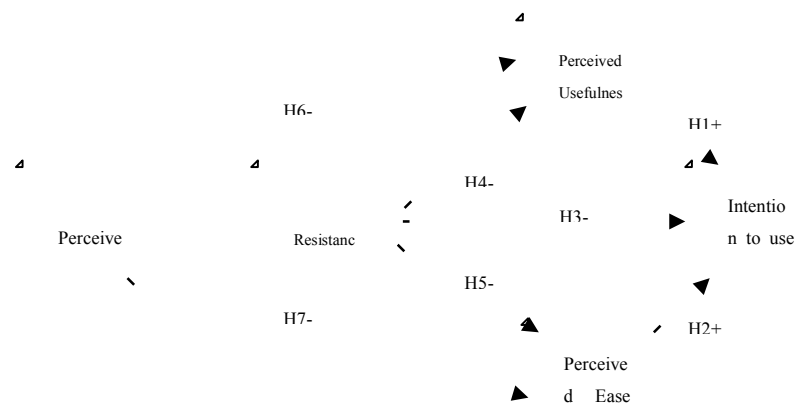 Perceived
Usefulnes
H6-
H1+
H4-
Perceive
Resistanc
H3-
Intentio
n to use
H5-
H7-
H2+
Perceive
d Ease